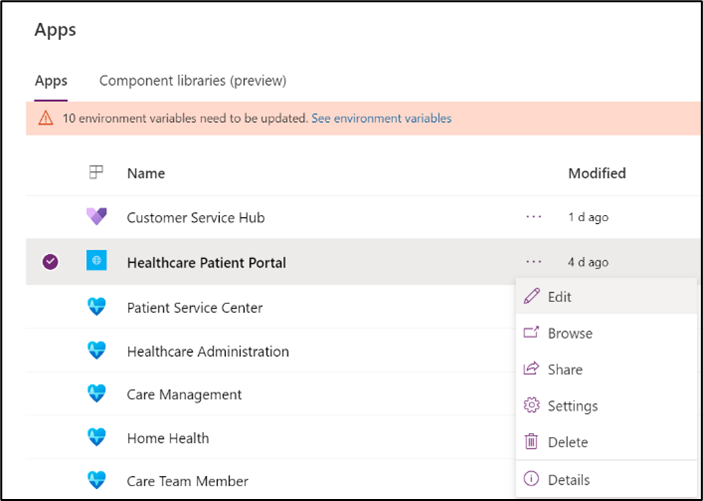 Apps
Apps Component libraries (preview)
10 environment variables need to be updated. See environment variables
Name Modified
Customer Service Hub ... 1 d ago
Healthcare Patient Portal ... 4 d ago
Edit
Patient Service Center
Browse
Healthcare Administration
Share
Care Management
Settings
Home Health
Delete
Care Team Member
Details